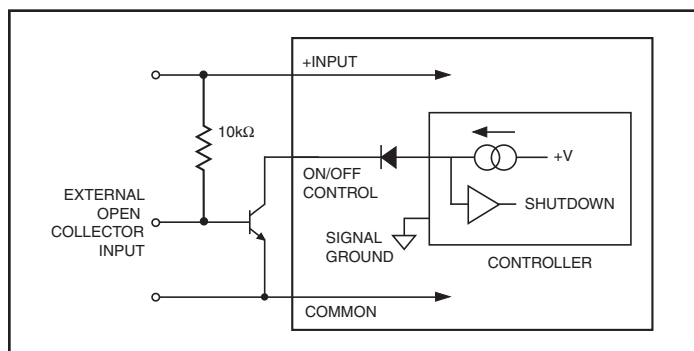 +INPUT
10kΩ
+V
ON/OFF
CONTROL
EXTERNAL
OPEN
COLLECTOR
INPUT
SHUTDOWN
SIGNAL
GROUND
CONTROLLER
COMMON